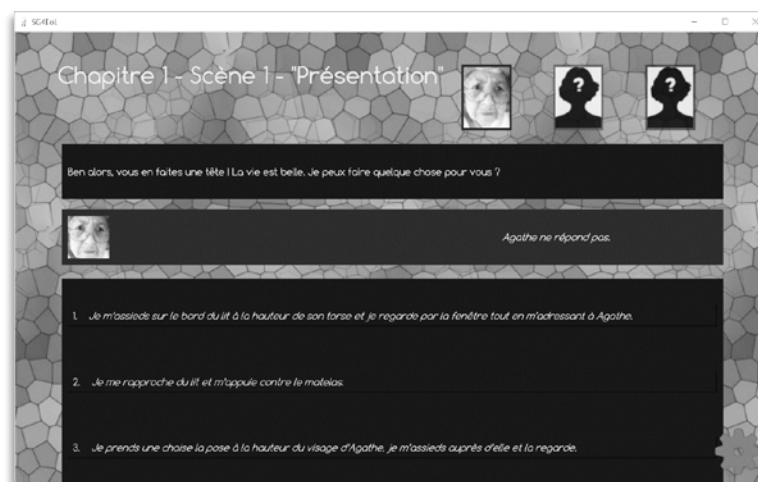 Chapitre 1 - Scène 1 - "Présentation"
?
?
Ben alors, vous en faites une tête ! La vie est belle. Je peux faire quelque chose pour vous ?
Agathe ne répond pas.
1. Je m'assieds sur le bord du lit à la hauteur de son torse et je regarde par la fenêtre tout en m'adressant à Agathe.
2. Je me rapproche du lit et m'appuie contre le matelas.
3. Je prends une chaise la pose à la hauteur du visage d'Agathe, je m'assieds auprès d'elle et la regarde.